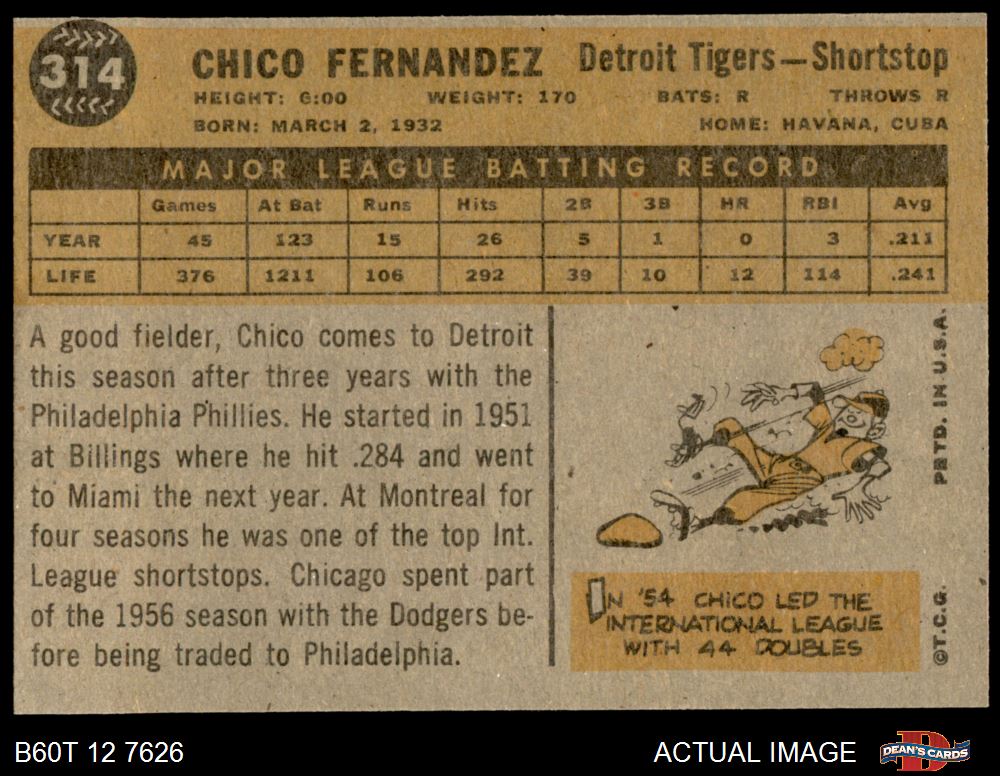 314
CHICO FERNANDEZ Detroit Tigers—Shortstop
HEIGHT: 6:00 WEIGHT: 170 BATS: R THROWS R
BORN: MARCH 2, 1932 HOME: HAVANA, CUBA
MAJOR LEAGUE BATTING RECORD
Games At Bat Runs Hits 2B 3B HR RBI Avg
YEAR 45 123 15 26 5 1 0 3 .211
LIFE 376 1211 106 292 39 10 12 114 .241
A good fielder, Chico comes to Detroit
this season after three years with the
Philadelphia Phillies. He started in 1951
at Billings where he hit .284 and went
to Miami the next year. At Montreal for
four seasons he was one of the top Int.
League shortstops. Chicago spent part
of the 1956 season with the Dodgers be-
fore being traded to Philadelphia.
IN '54 CHICO LED THE
INTERNATIONAL LEAGUE
WITH 44 DOUBLES
©T.C.G. PRTD. IN U.S.A.
B60T 12 7626 ACTUAL IMAGE DEAN'S CARDS